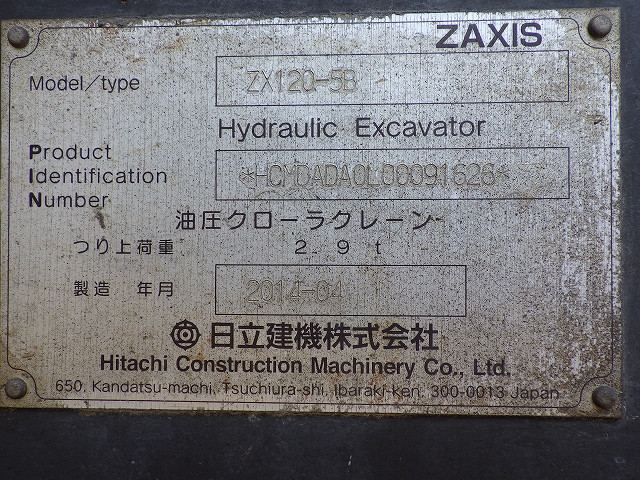 ZAXIS
Model/type ZX120-5B
Hydraulic Excavator
Product
Identification *HCMDADA0L00091626*
Number
油圧クローラクレーン
つり上荷重 2.9t
製造 年月 2014-04
日立建機株式会社
Hitachi Construction Machinery Co., Ltd.
650, Kandatsu-machi, Tsuchiura-shi, Ibaraki-ken, 300-0013 Japan